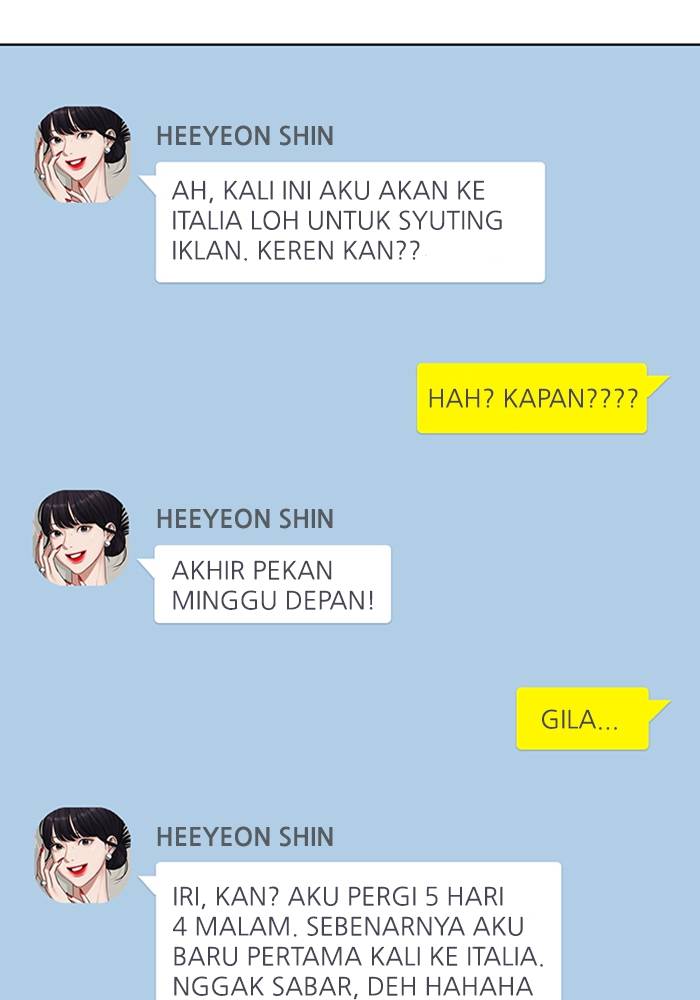 HEEYEON SHIN
AH, KALI INI AKU AKAN KE
ITALIA LOH UNTUK SYUTING
IKLAN. KEREN KAN??
HAH? KAPAN????
HEEYEON SHIN
AKHIR PEKAN
MINGGU DEPAN!
GILA...
HEEYEON SHIN
IRI, KAN? AKU PERGI 5 HARI
4 MALAM. SEBENARNYA AKU
BARU PERTAMA KALI KE ITALIA.
NGGAK SABAR, DEH HAHAHA